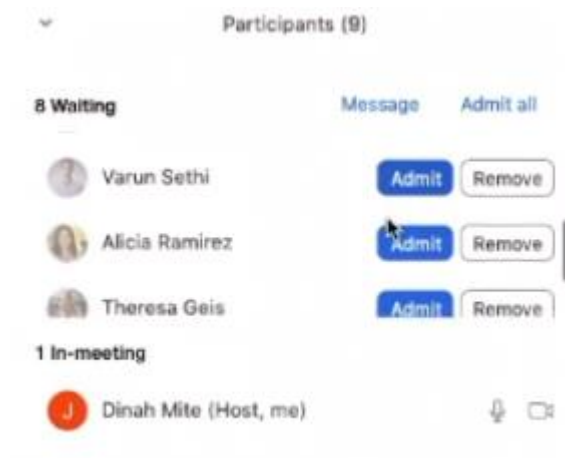 Participants (9)
8 Waiting Message Admit all
Varun Sethi Admit Remove
Alicia Ramirez Admit Remove
Theresa Geis Admit Remove
1 In-meeting
J Dinah Mite (Host, me)